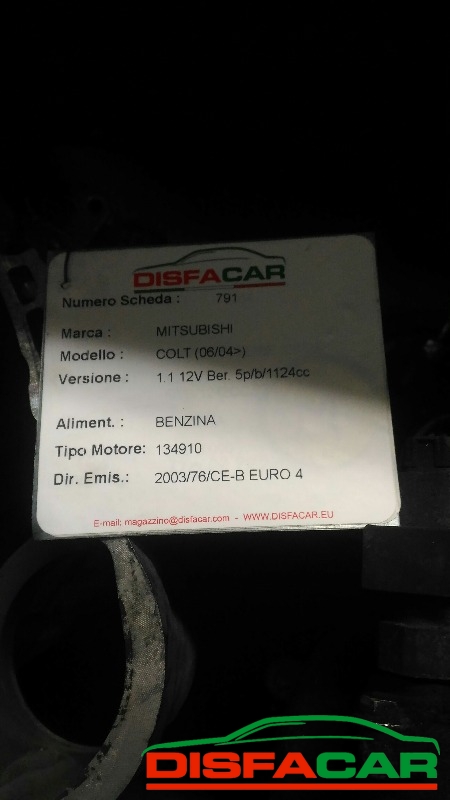 DISFACAR
Numero Scheda : 791
Marca : MITSUBISHI
Modello : COLT (06/04>)
Versione : 1.1 12V Ber. 5p/b/1124cc
Aliment. : BENZINA
Tipo Motore: 134910
Dir. Emis.: 2003/76/CE-B EURO 4
E-mail: magazzino@disfacar.com - WWW.DISFACAR.EU
DISFACAR